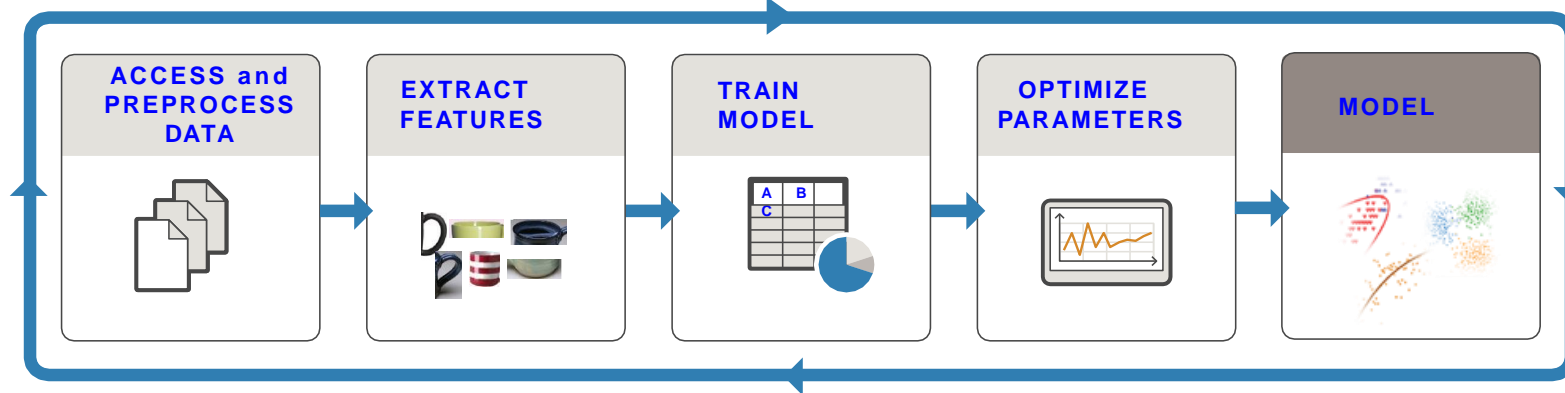 ACCESS and
PREPROCESS
DATA
EXTRACT
FEATURES
TRAIN
MODEL
A B
C
OPTIMIZE
PARAMETERS
MODEL